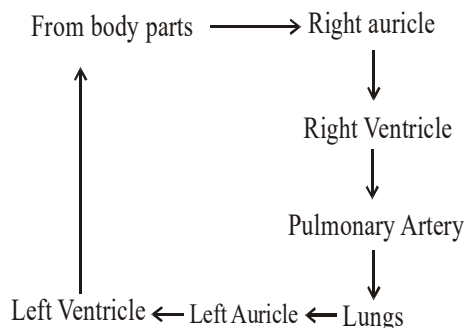 From body parts
Right auricle
Right Ventricle
Pulmonary Artery
Lungs
Left Auricle
Left Ventricle